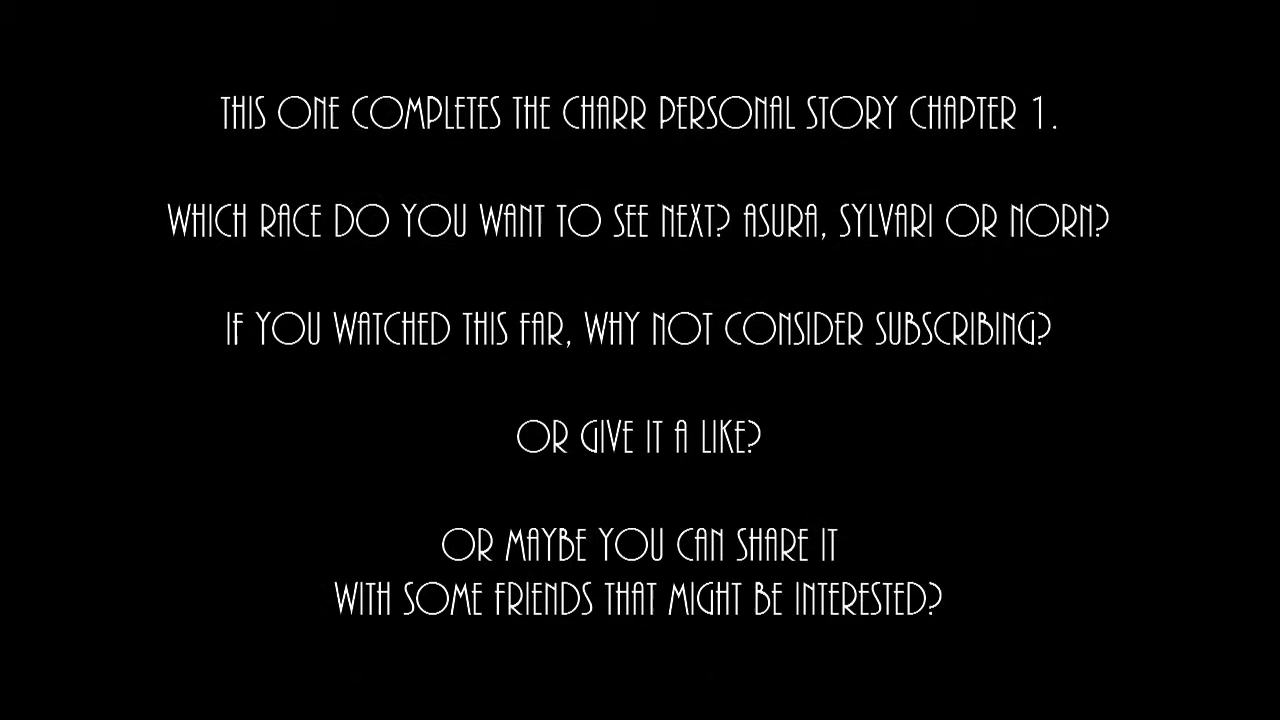 THIS ONE COMPLETES THE CHARR PERSONAL STORY CHAPTER 1.
WHICH RACE DO YOU WANT TO SEE NEXT? ASURA, SYLVARI OR NORN?
IF YOU WATCHED THIS FAR, WHY NOT CONSIDER SUBSCRIBING?
OR GIVE IT A LIKE?
OR MAYBE YOU CAN SHARE IT
WITH SOME FRIENDS THAT MIGHT BE INTERESTED?